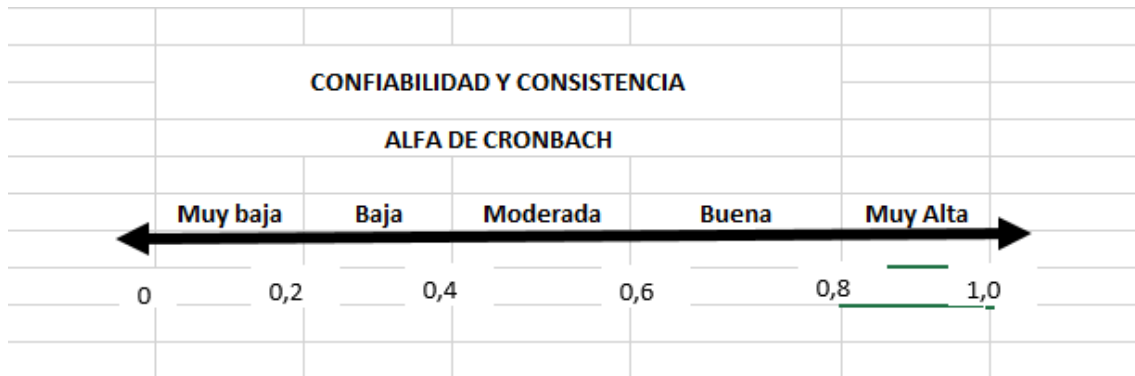 CONFIABILIDAD Y CONSISTENCIA
ALFA DE CRONBACH
Muy baja Baja Moderada Buena Muy Alta
0 0,2 0,4 0,6 0,8 1,0